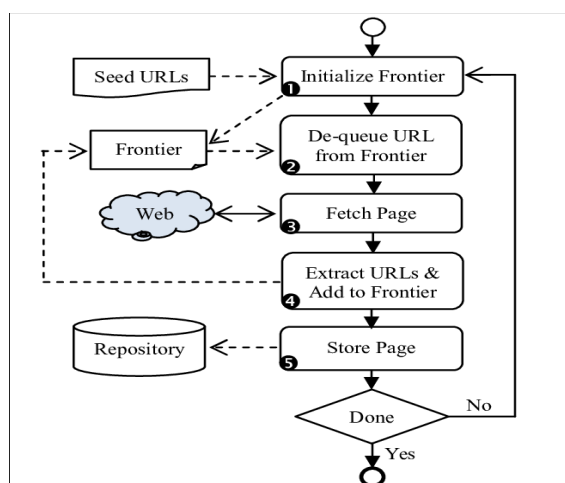 Seed URLs
Initialize Frontier
1
Frontier
De-queue URL
from Frontier
2
Web
Fetch Page
3
Extract URLs &
Add to Frontier
4
Repository
Store Page
5
Done
No
Yes